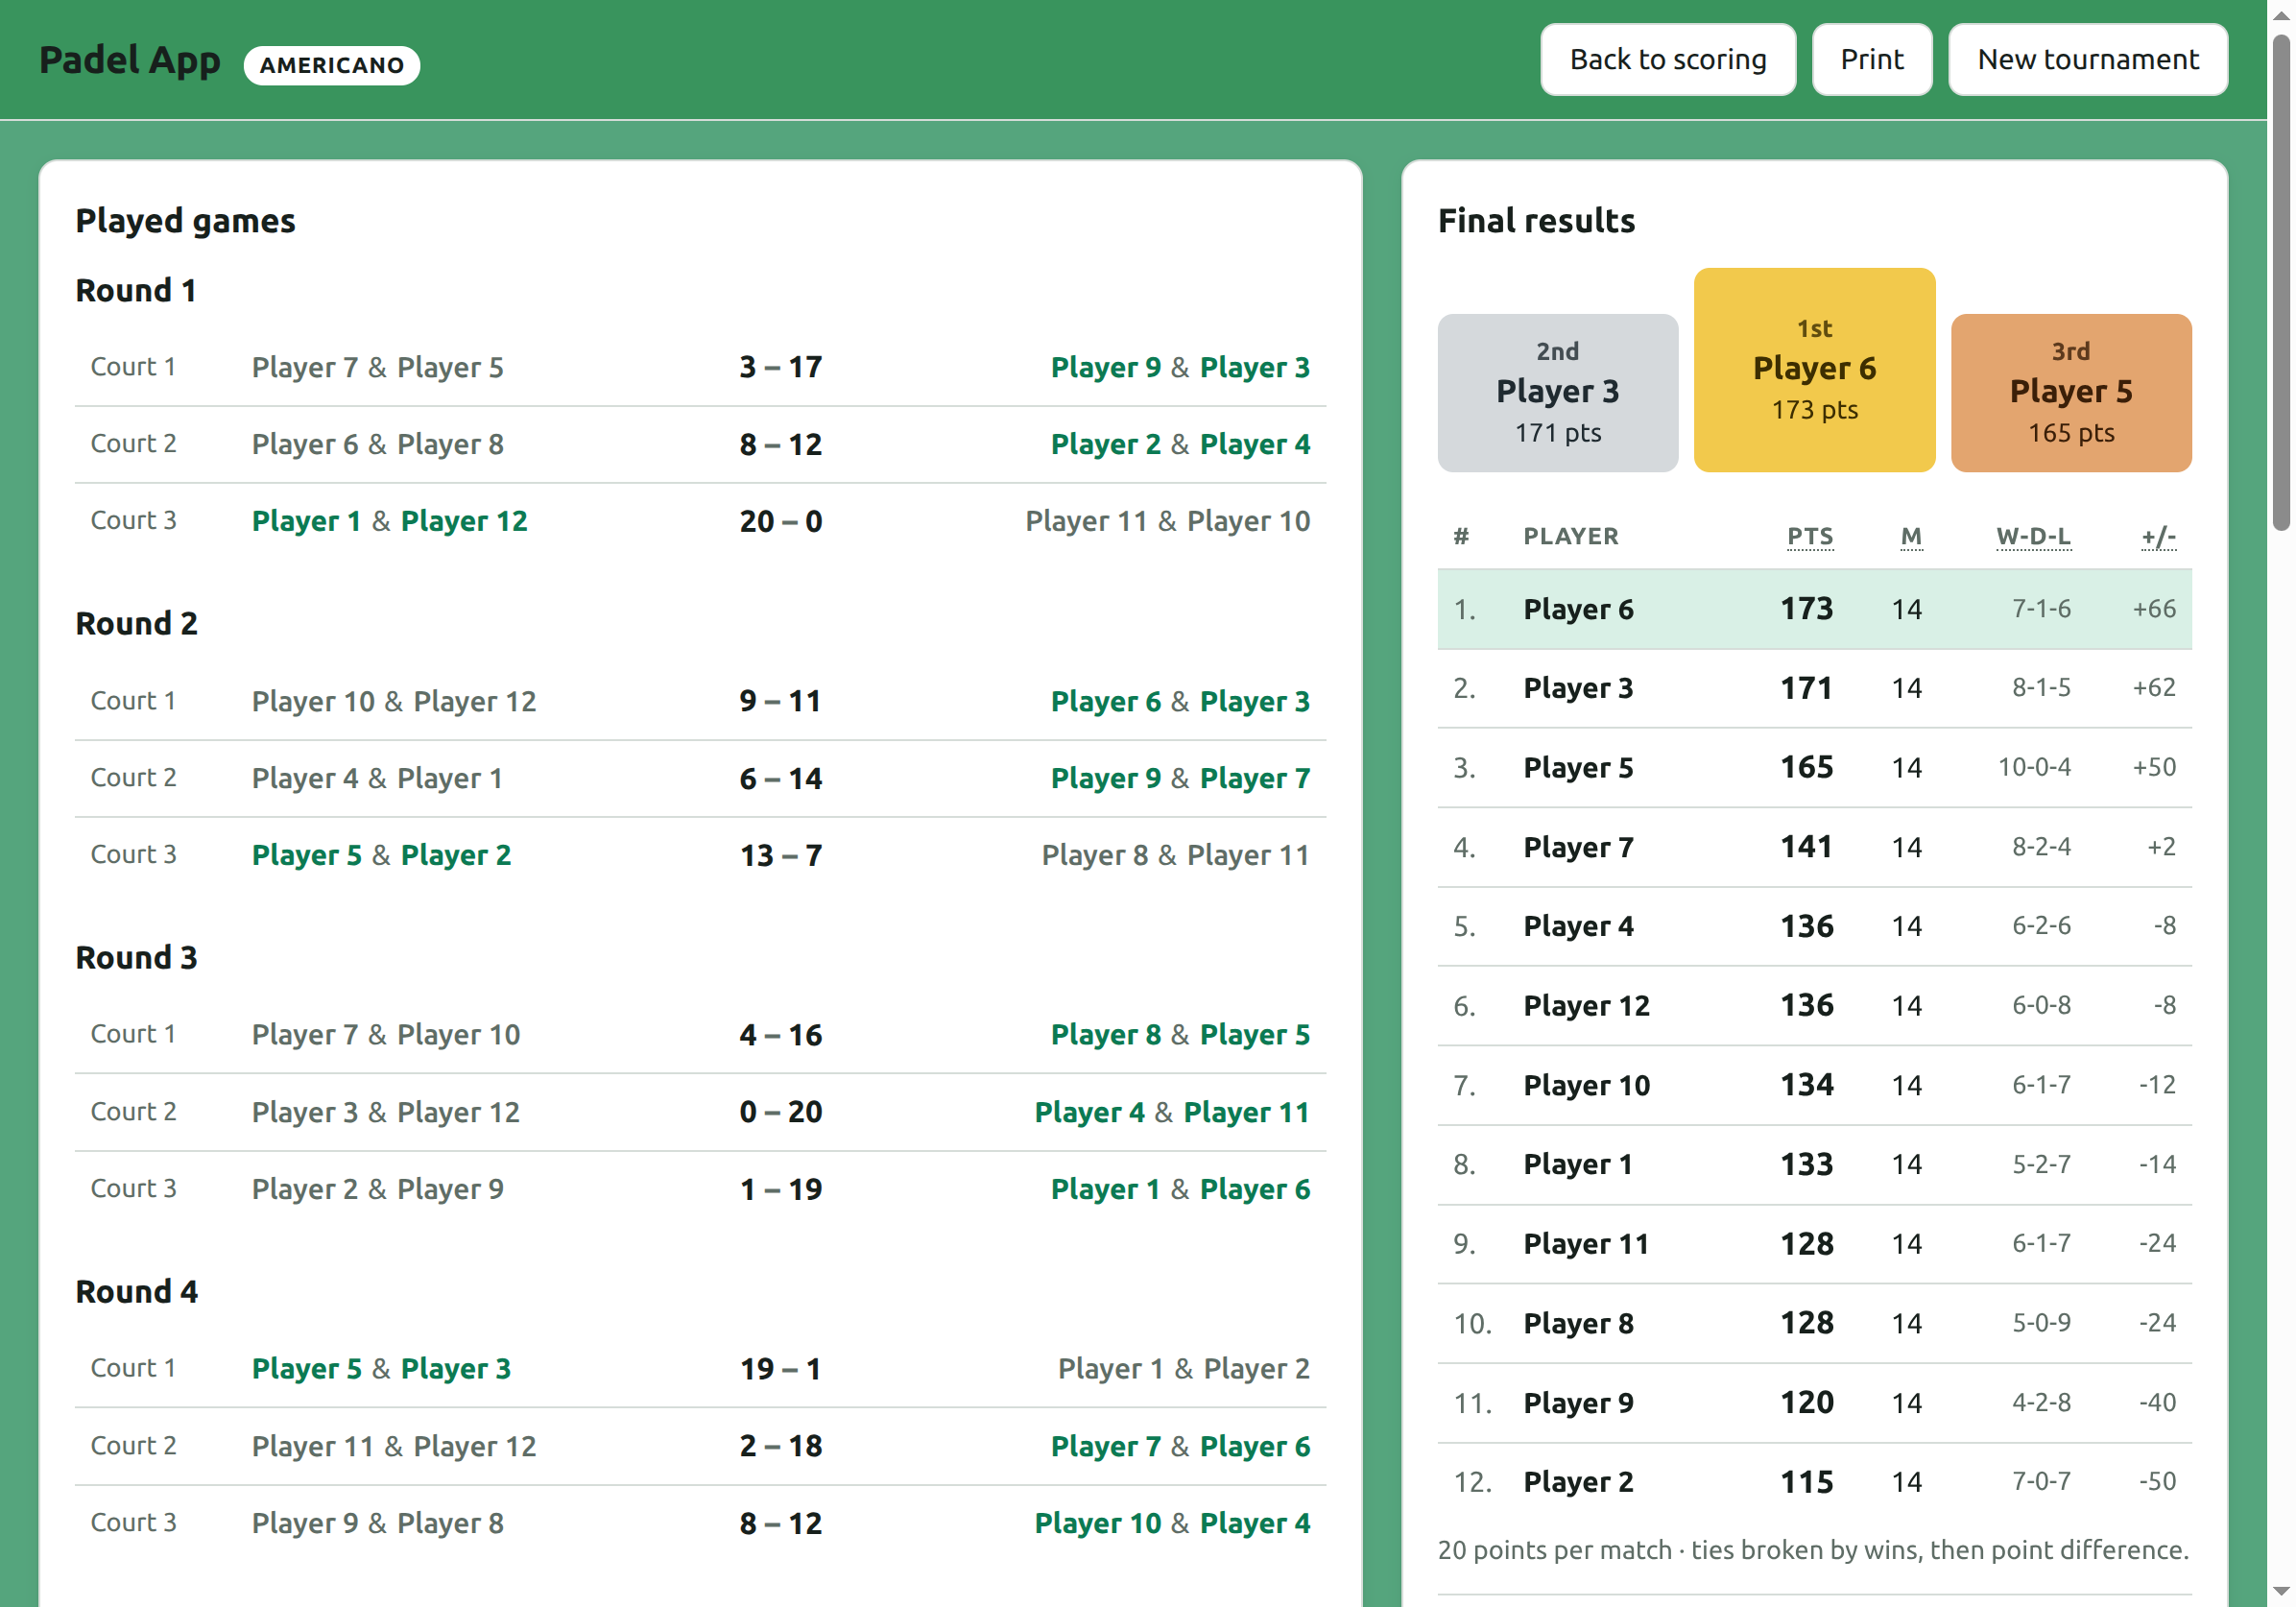 Padel App AMERICANO Back to scoring Print New tournament
Played games
Round 1
Court 1 Player 7 & Player 5 3 – 17 Player 9 & Player 3
Court 2 Player 6 & Player 8 8 – 12 Player 2 & Player 4
Court 3 Player 1 & Player 12 20 – 0 Player 11 & Player 10
Round 2
Court 1 Player 10 & Player 12 9 – 11 Player 6 & Player 3
Court 2 Player 4 & Player 1 6 – 14 Player 9 & Player 7
Court 3 Player 5 & Player 2 13 – 7 Player 8 & Player 11
Round 3
Court 1 Player 7 & Player 10 4 – 16 Player 8 & Player 5
Court 2 Player 3 & Player 12 0 – 20 Player 4 & Player 11
Court 3 Player 2 & Player 9 1 – 19 Player 1 & Player 6
Round 4
Court 1 Player 5 & Player 3 19 – 1 Player 1 & Player 2
Court 2 Player 11 & Player 12 2 – 18 Player 7 & Player 6
Court 3 Player 9 & Player 8 8 – 12 Player 10 & Player 4
Final results
2nd
Player 3
171 pts
1st
Player 6
173 pts
3rd
Player 5
165 pts
# PLAYER PTS M W-D-L +/-
1. Player 6 173 14 7-1-6 +66
2. Player 3 171 14 8-1-5 +62
3. Player 5 165 14 10-0-4 +50
4. Player 7 141 14 8-2-4 +2
5. Player 4 136 14 6-2-6 -8
6. Player 12 136 14 6-0-8 -8
7. Player 10 134 14 6-1-7 -12
8. Player 1 133 14 5-2-7 -14
9. Player 11 128 14 6-1-7 -24
10. Player 8 128 14 5-0-9 -24
11. Player 9 120 14 4-2-8 -40
12. Player 2 115 14 7-0-7 -50
20 points per match · ties broken by wins, then point difference.